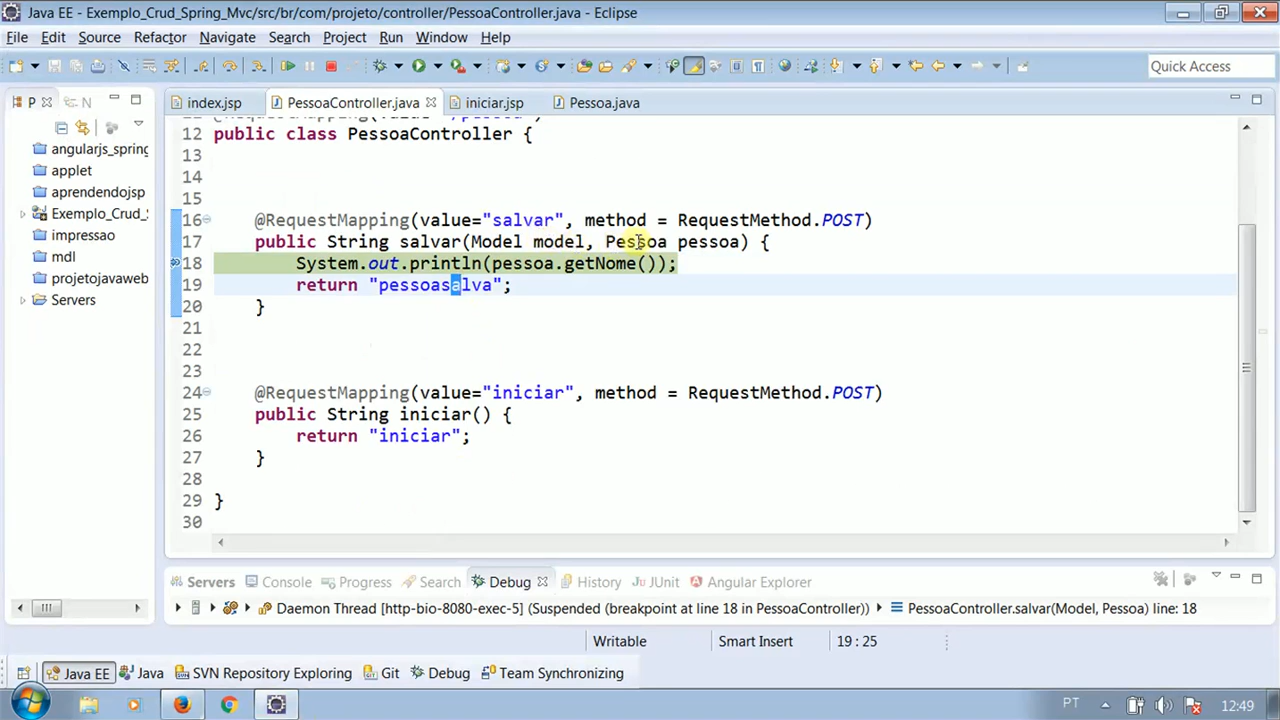 Java EE - Exemplo_Crud_Spring_Mvc/src/br/com/projeto/controller/PessoaController.java - Eclipse
File Edit Source Refactor Navigate Search Project Run Window Help
Quick Access
P N index.jsp PessoaController.java iniciar.jsp Pessoa.java
12 public class PessoaController {
13
14
15
16 @RequestMapping(value="salvar", method = RequestMethod.POST)
17 public String salvar(Model model, Pessoa pessoa) {
18 System.out.println(pessoa.getNome());
19 return "pessoasalva";
20 }
21
22
23
24 @RequestMapping(value="iniciar", method = RequestMethod.POST)
25 public String iniciar() {
26 return "iniciar";
27 }
28
29 }
30
angularjs_spring
applet
aprendendojsp
Exemplo_Crud_S
impressao
mdl
projetojavaweb
Servers
Servers Console Progress Search Debug History JUnit Angular Explorer
Daemon Thread [http-bio-8080-exec-5] (Suspended (breakpoint at line 18 in PessoaController)) PessoaController.salvar(Model, Pessoa) line: 18
Writable Smart Insert 19 : 25
Java EE Java SVN Repository Exploring Git Debug Team Synchronizing
PT 12:49